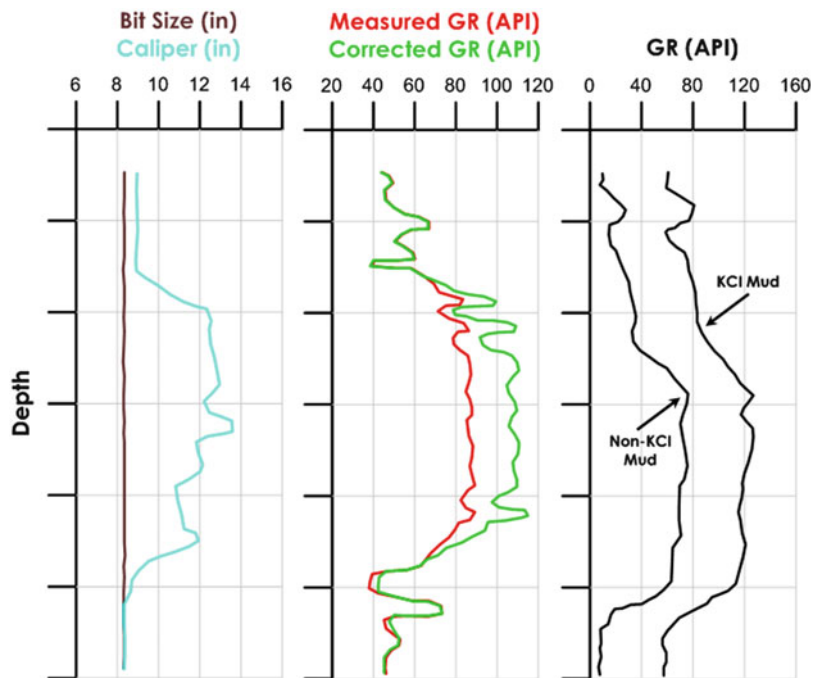 Bit Size (in)
Caliper (in)
6 8 10 12 14 16
Measured GR (API)
Corrected GR (API)
20 40 60 80 100 120
GR (API)
0 40 80 120 160
Depth
KCl Mud
Non-KCl
Mud